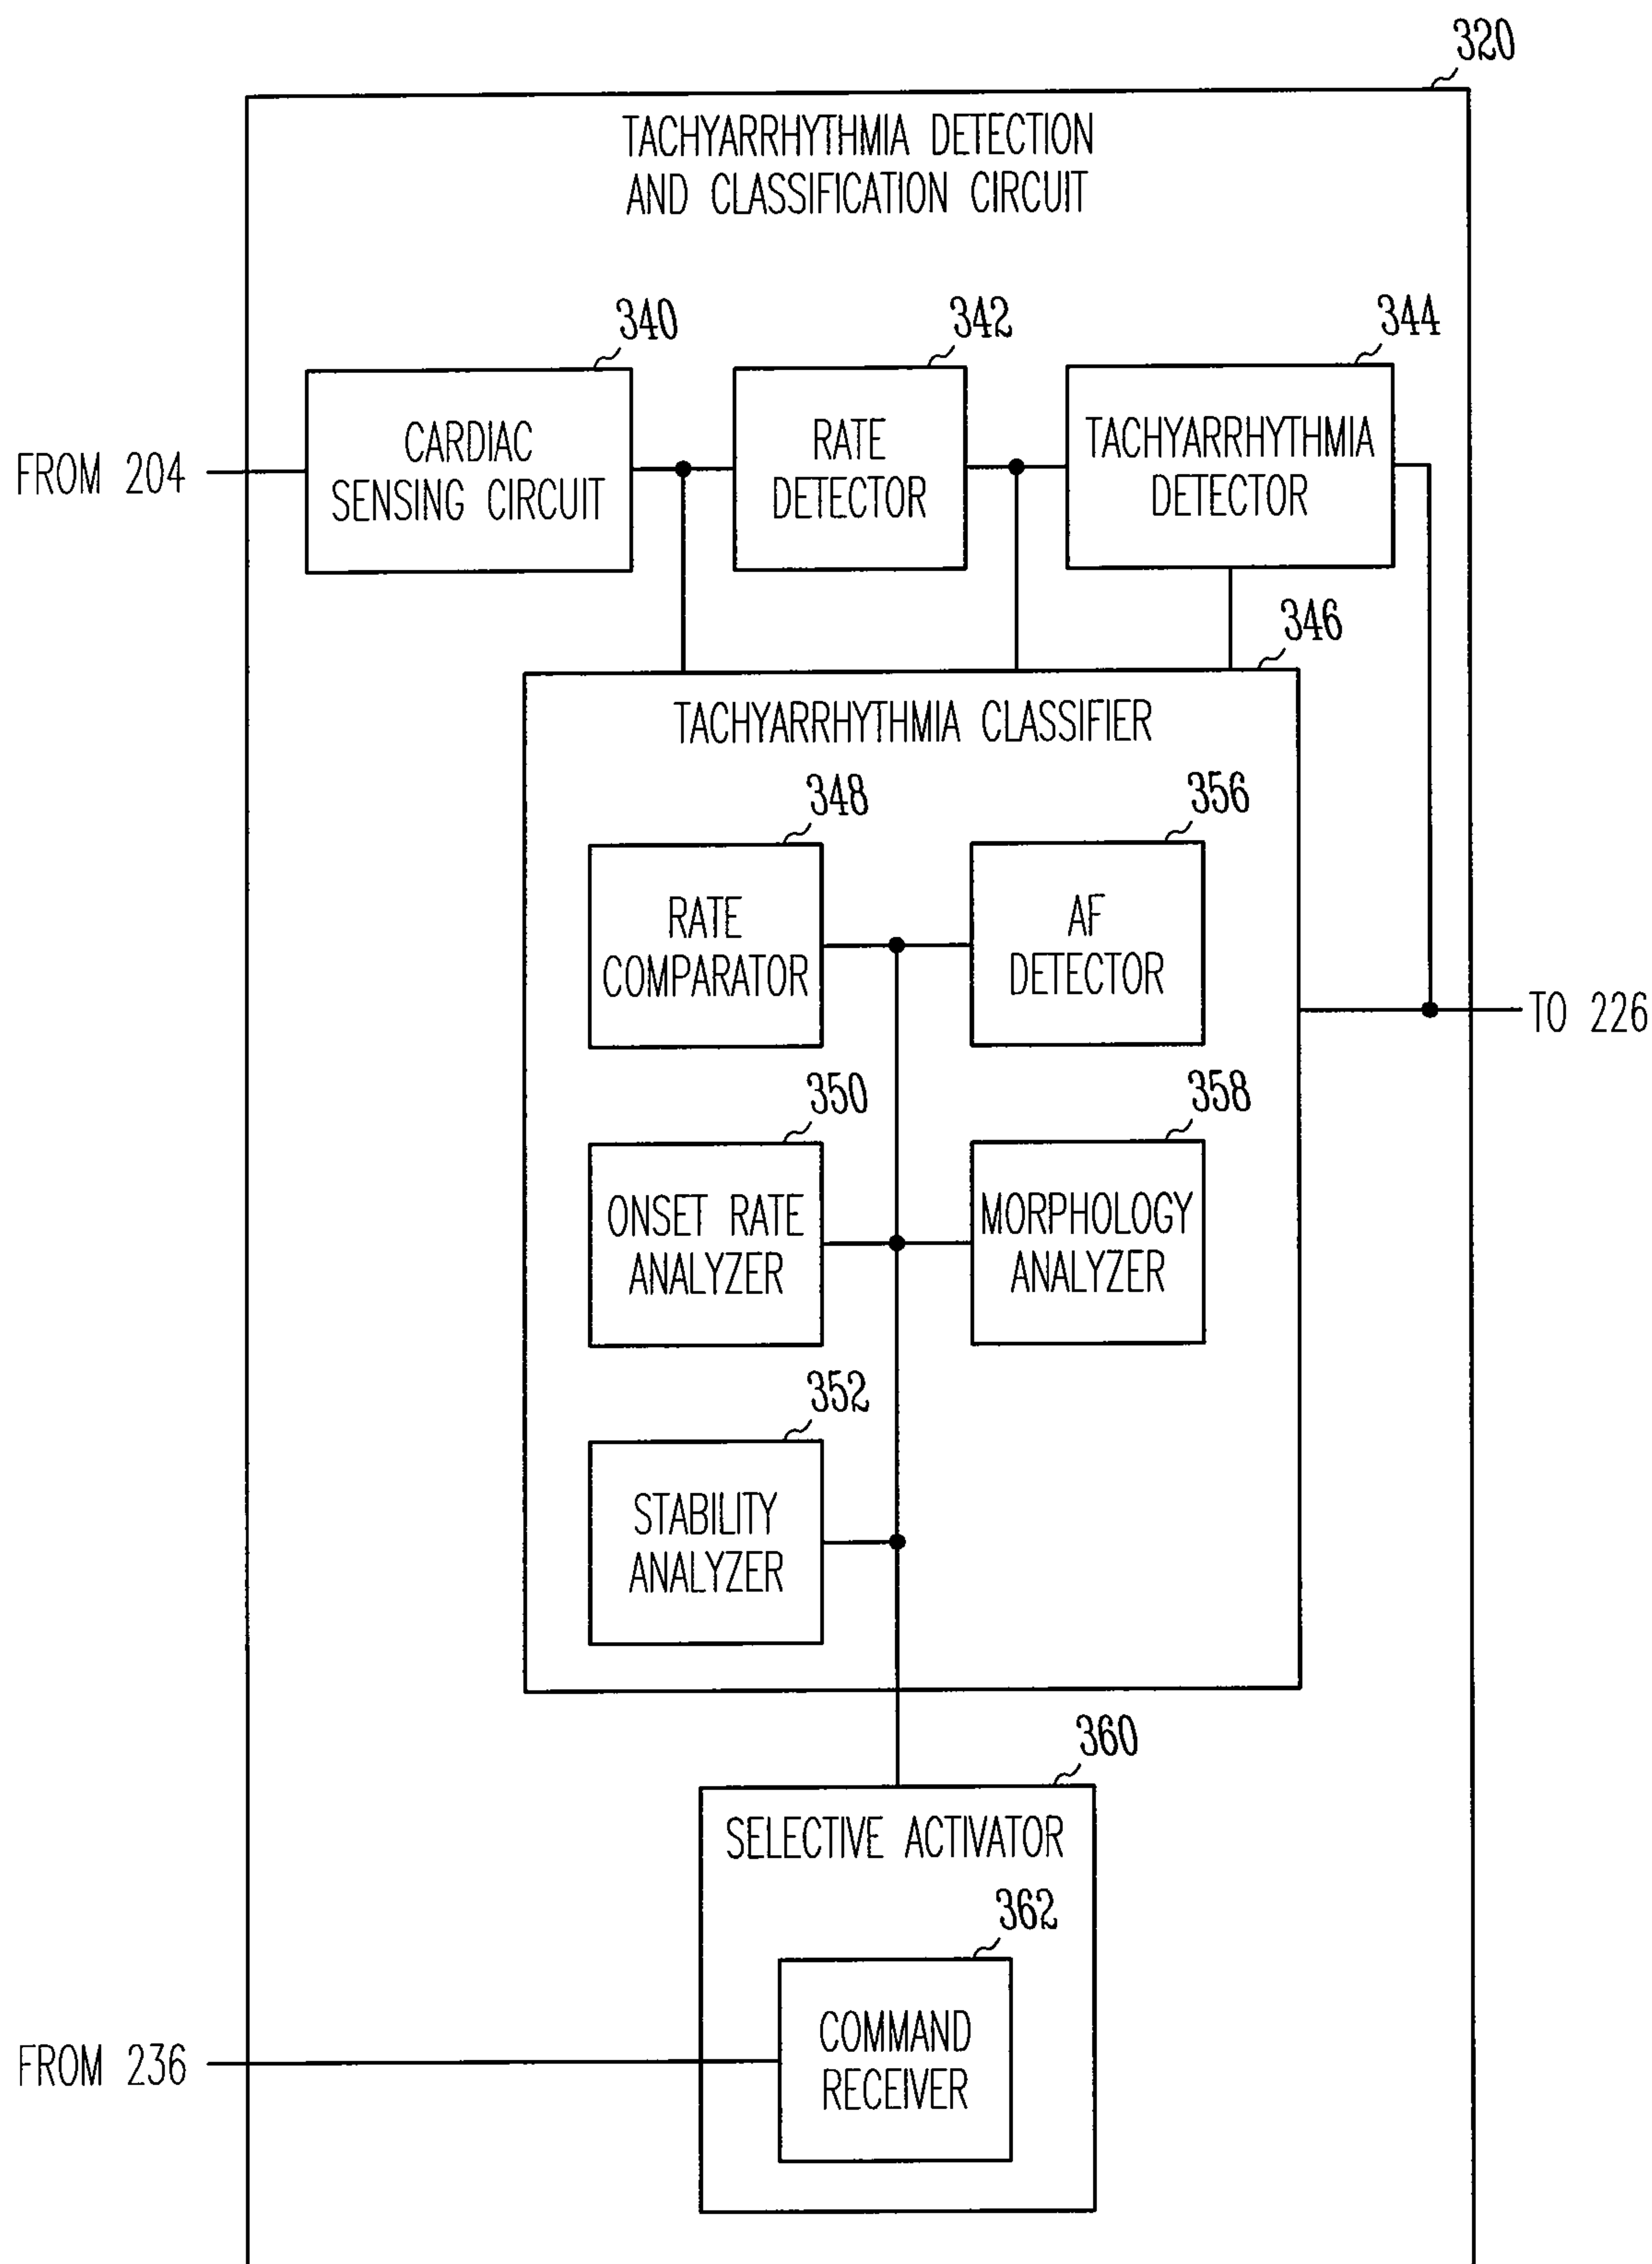 320
TACHYARRHYTHMIA DETECTION
AND CLASSIFICATION CIRCUIT
340
342
344
FROM 204
CARDIAC
SENSING CIRCUIT
RATE
DETECTOR
TACHYARRHYTHMIA
DETECTOR
346
TACHYARRHYTHMIA CLASSIFIER
348
356
RATE
COMPARATOR
AF
DETECTOR
TO 226
350
358
ONSET RATE
ANALYZER
MORPHOLOGY
ANALYZER
352
STABILITY
ANALYZER
360
SELECTIVE ACTIVATOR
362
FROM 236
COMMAND
RECEIVER